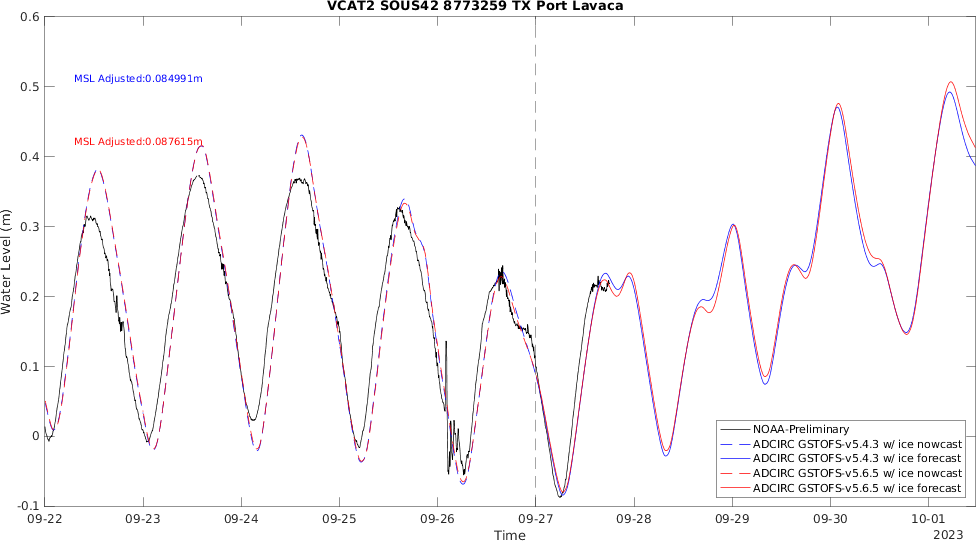 VCAT2 SOUS42 8773259 TX Port Lavaca
0.6
MSL Adjusted:0.084991m
0.5
MSL Adjusted:0.087615m
0.4
0.3
Water Level (m)
0.2
0.1
0
-0.1
NOAA-Preliminary
ADCIRC GSTOFS-v5.4.3 w/ ice nowcast
ADCIRC GSTOFS-v5.4.3 w/ ice forecast
ADCIRC GSTOFS-v5.6.5 w/ ice nowcast
ADCIRC GSTOFS-v5.6.5 w/ ice forecast
09-22 09-23 09-24 09-25 09-26 09-27 09-28 09-29 09-30 10-01
Time
2023